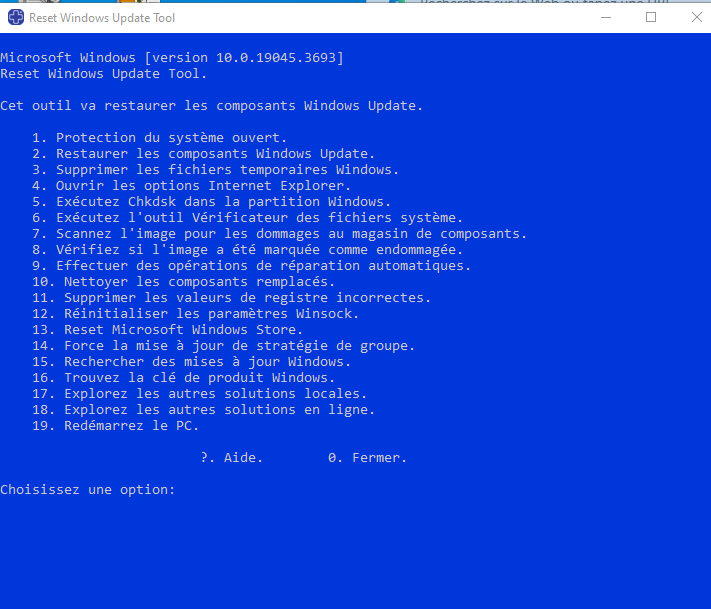 Reset Windows Update Tool
Microsoft Windows [version 10.0.19045.3693]
Reset Windows Update Tool.
Cet outil va restaurer les composants Windows Update.
1. Protection du système ouvert.
2. Restaurer les composants Windows Update.
3. Supprimer les fichiers temporaires Windows.
4. Ouvrir les options Internet Explorer.
5. Exécutez Chkdsk dans la partition Windows.
6. Exécutez l'outil Vérificateur des fichiers système.
7. Scannez l'image pour les dommages au magasin de composants.
8. Vérifiez si l'image a été marquée comme endommagée.
9. Effectuer des opérations de réparation automatiques.
10. Nettoyer les composants remplacés.
11. Supprimer les valeurs de registre incorrectes.
12. Réinitialiser les paramètres Winsock.
13. Reset Microsoft Windows Store.
14. Force la mise à jour de stratégie de groupe.
15. Rechercher des mises à jour Windows.
16. Trouvez la clé de produit Windows.
17. Explorez les autres solutions locales.
18. Explorez les autres solutions en ligne.
19. Redémarrez le PC.
?. Aide. 0. Fermer.
Choisissez une option: